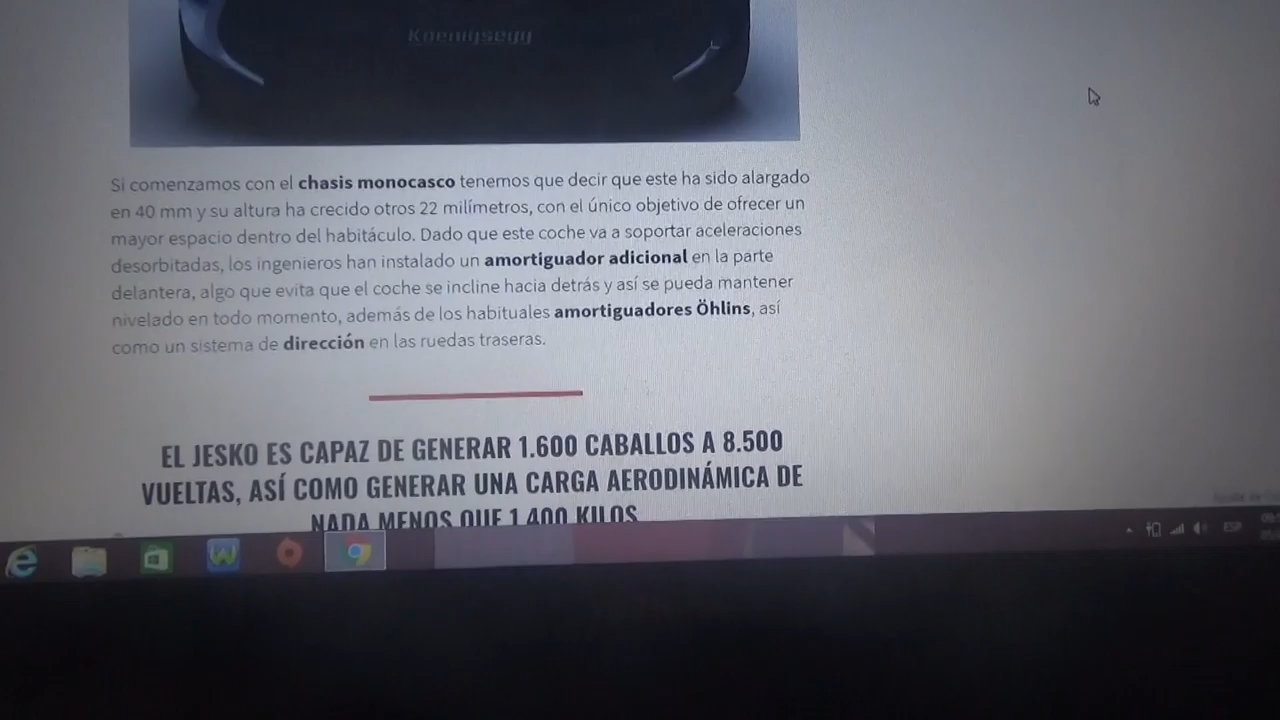 Koenigsegg
Si comenzamos con el chasis monocasco tenemos que decir que este ha sido alargado
en 40 mm y su altura ha crecido otros 22 milímetros, con el único objetivo de ofrecer un
mayor espacio dentro del habitáculo. Dado que este coche va a soportar aceleraciones
desorbitadas, los ingenieros han instalado un amortiguador adicional en la parte
delantera, algo que evita que el coche se incline hacia detrás y así se pueda mantener
nivelado en todo momento, además de los habituales amortiguadores Öhlins, así
como un sistema de dirección en las ruedas traseras.
EL JESKO ES CAPAZ DE GENERAR 1.600 CABALLOS A 8.500
VUELTAS, ASÍ COMO GENERAR UNA CARGA AERODINÁMICA DE
NADA MENOS QUE 1.400 KILOS
ESP